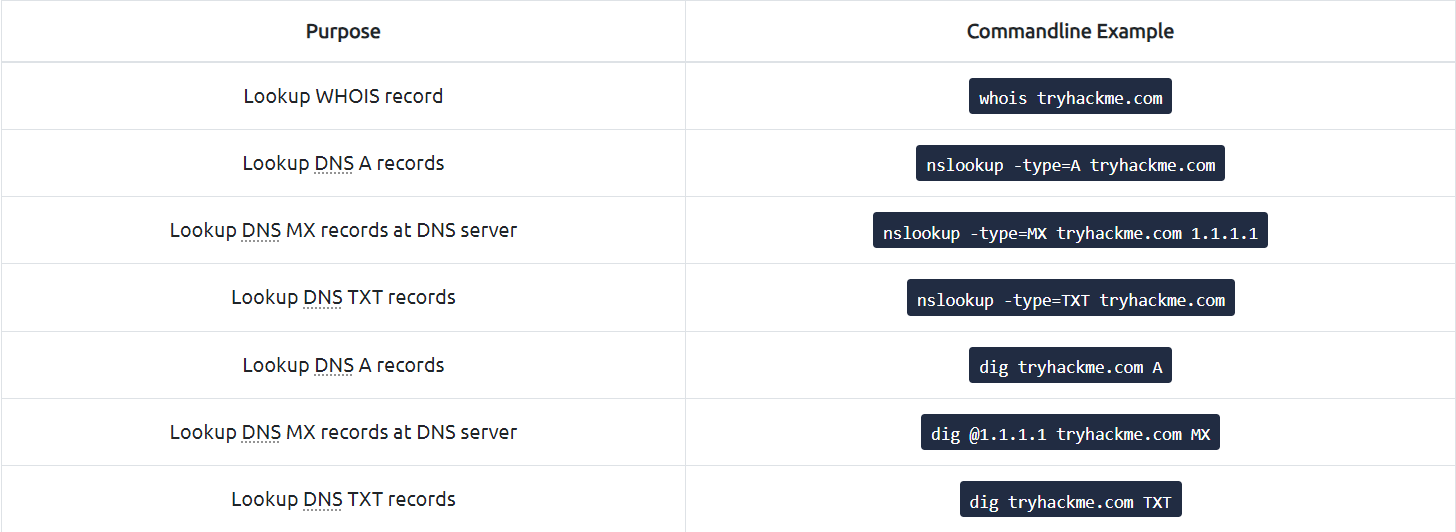 Purpose Commandline Example
Lookup WHOIS record whois tryhackme.com
Lookup DNS A records nslookup -type=A tryhackme.com
Lookup DNS MX records at DNS server nslookup -type=MX tryhackme.com 1.1.1.1
Lookup DNS TXT records nslookup -type=TXT tryhackme.com
Lookup DNS A records dig tryhackme.com A
Lookup DNS MX records at DNS server dig @1.1.1.1 tryhackme.com MX
Lookup DNS TXT records dig tryhackme.com TXT